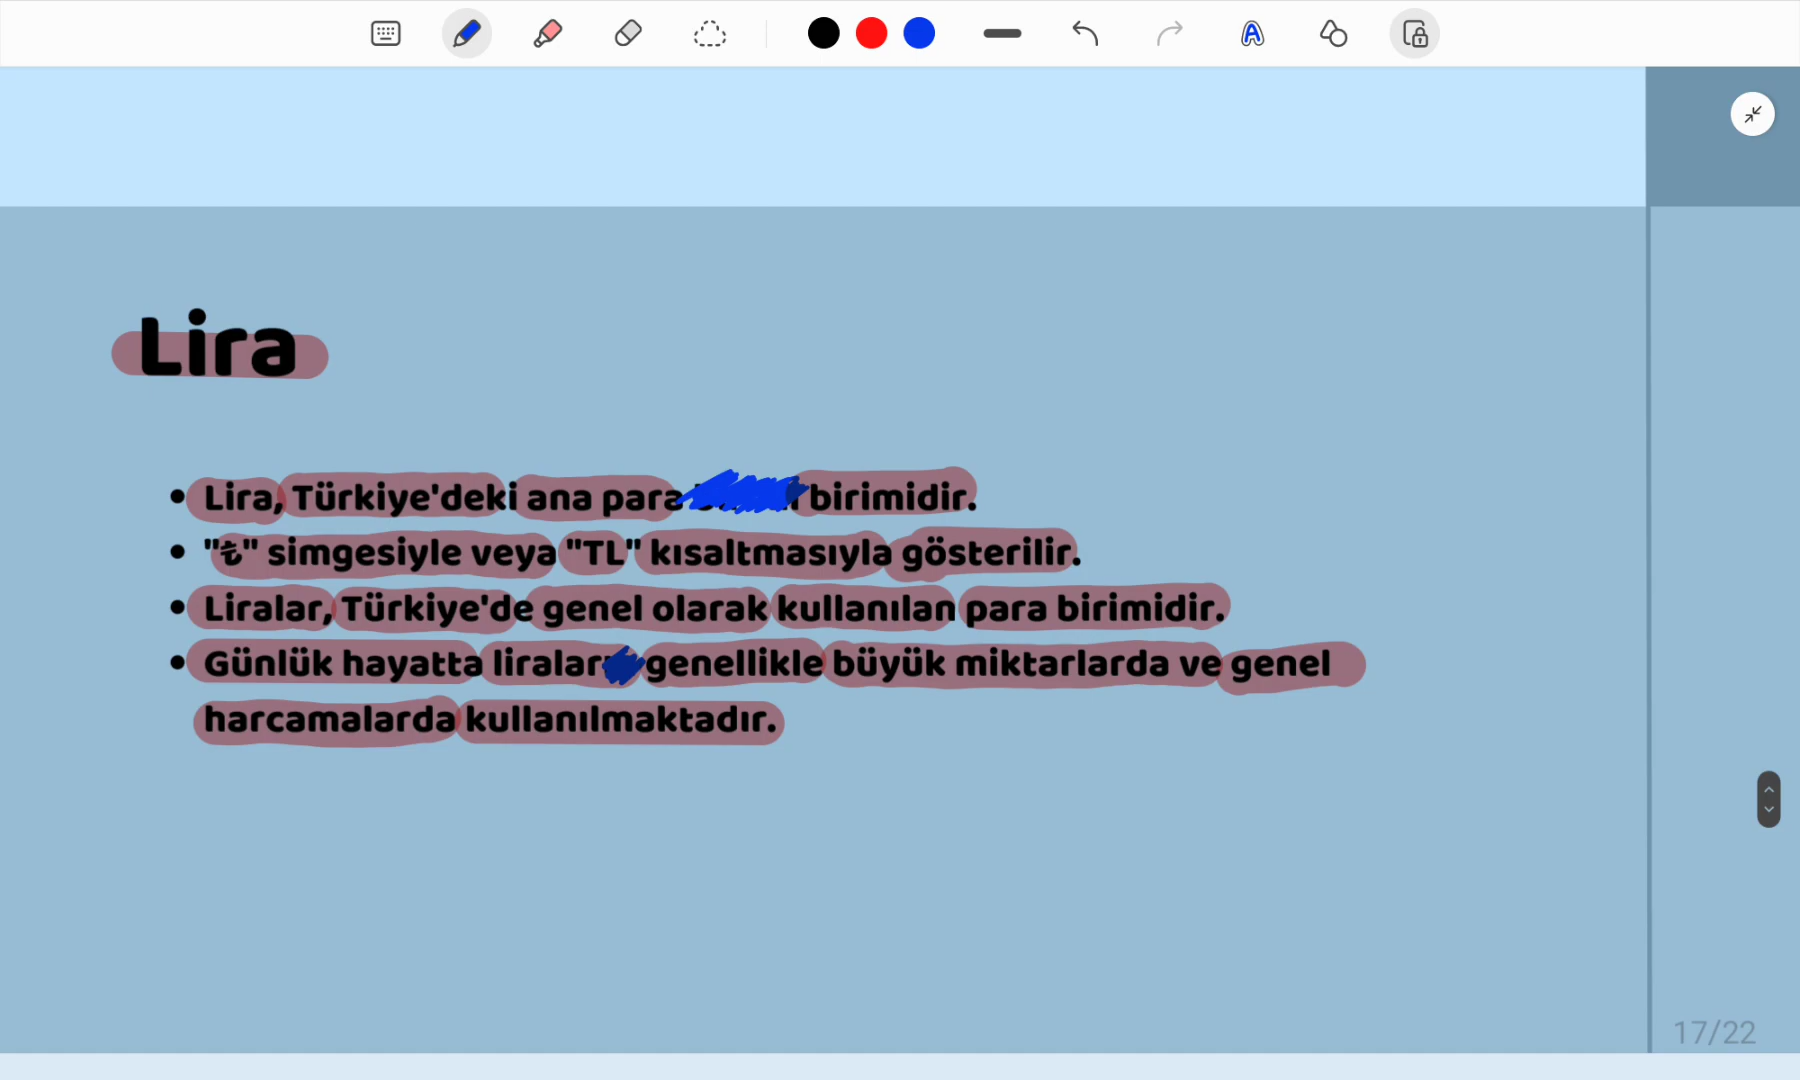 Lira
• Lira, Türkiye'deki ana para birimidir.
• "₺" simgesiyle veya "TL" kısaltmasıyla gösterilir.
• Liralar, Türkiye'de genel olarak kullanılan para birimidir.
• Günlük hayatta liralar genellikle büyük miktarlarda ve genel
harcamalarda kullanılmaktadır.
17/22